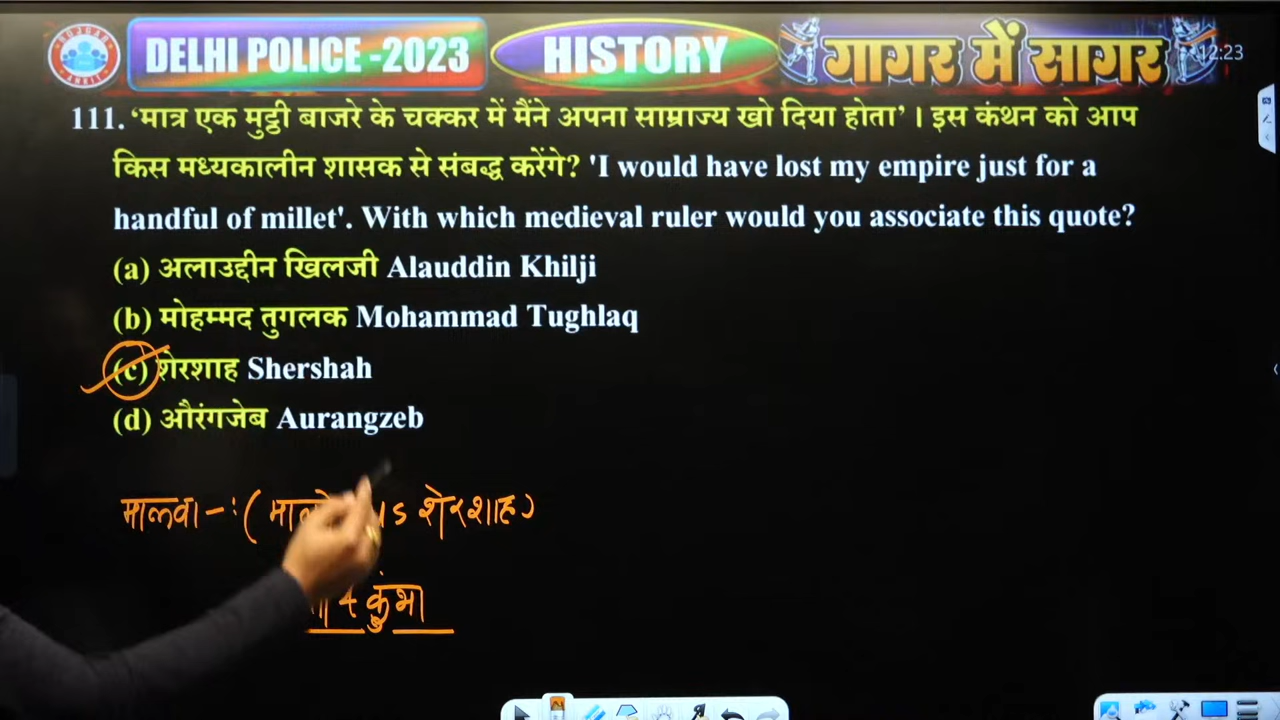 ROJGAR
ANKIT
DELHI POLICE -2023
HISTORY
गागर में सागर
12:23
111. 'मात्र एक मुट्ठी बाजरे के चक्कर में मैंने अपना साम्राज्य खो दिया होता' । इस कंथन को आप
किस मध्यकालीन शासक से संबद्ध करेंगे? 'I would have lost my empire just for a
handful of millet'. With which medieval ruler would you associate this quote?
(a) अलाउद्दीन खिलजी Alauddin Khilji
(b) मोहम्मद तुगलक Mohammad Tughlaq
(c) शेरशाह Shershah
(d) औरंगजेब Aurangzeb
मालवा -:( शेरशाह)
कुंभा